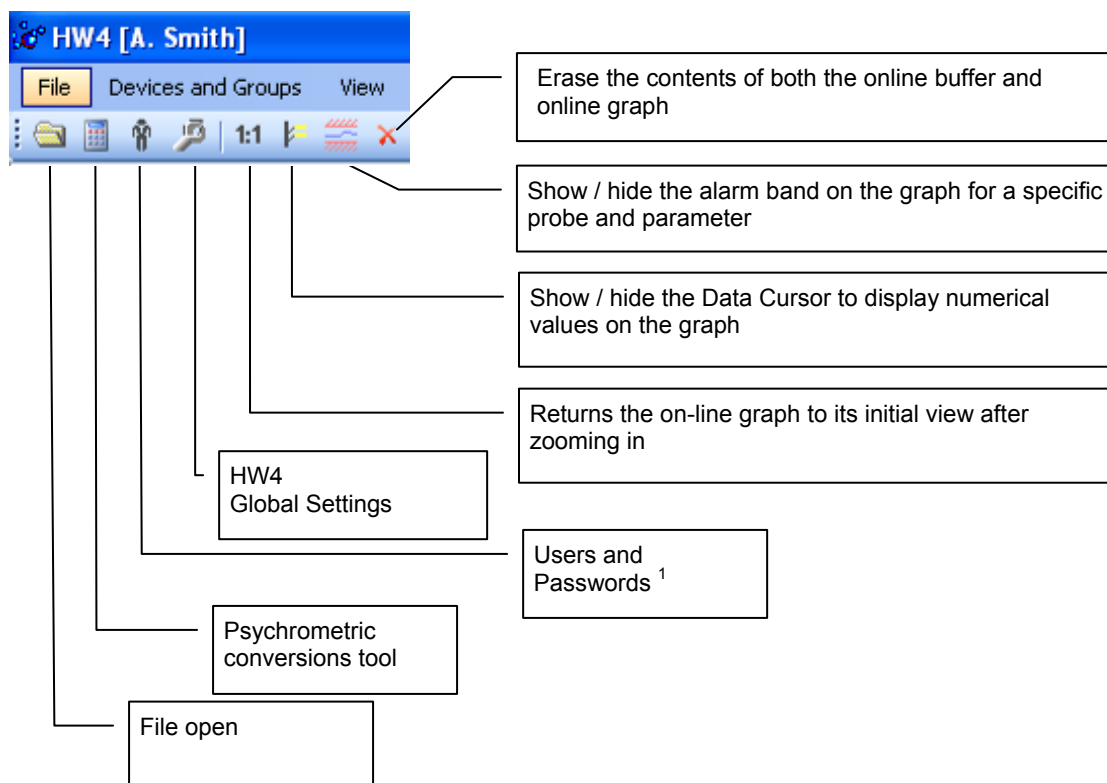 HW4 [A. Smith]
File Devices and Groups View
1:1
Erase the contents of both the online buffer and
online graph
Show / hide the alarm band on the graph for a specific
probe and parameter
Show / hide the Data Cursor to display numerical
values on the graph
Returns the on-line graph to its initial view after
zooming in
HW4
Global Settings
Users and
Passwords 1
Psychrometric
conversions tool
File open